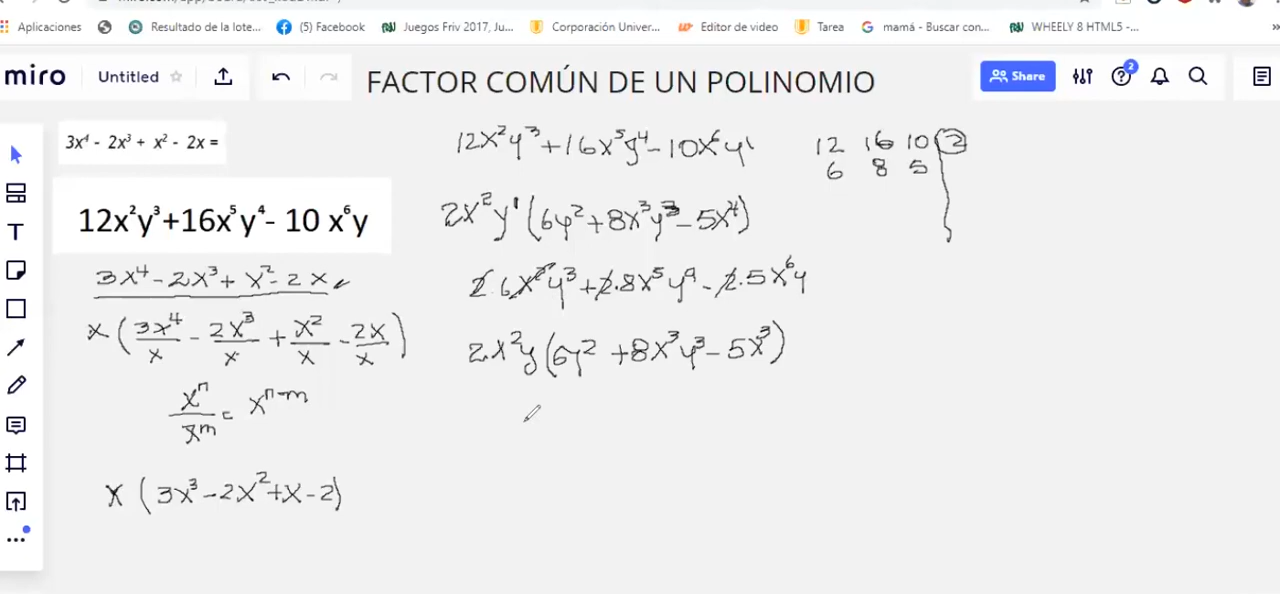 Aplicaciones
Resultado de la lote...
(5) Facebook
Juegos Friv 2017, Ju...
Corporación Univer...
Editor de video
Tarea
mamá - Buscar con...
WHEELY 8 HTML5 -...
miro
Untitled
FACTOR COMÚN DE UN POLINOMIO
Share
2
3x⁴ - 2x³ + x² - 2x =
12x²y³+16x⁵y⁴- 10 x⁶y
3x⁴ - 2x³ + x² - 2x
x ( 3x⁴/x - 2x³/x + x²/x - 2x/x )
xⁿ/xᵐ = xⁿ⁻ᵐ
x ( 3x³ - 2x² + x - 2 )
12x²y³ + 16x⁵y⁴ - 10x⁶y¹
12 16 10 2
6 8 5
2x²y¹ ( 6y² + 8x³y³ - 5x⁴ )
2.6x²y³ + 2.8x⁵y⁴ - 2.5x⁶y
2x²y ( 6y² + 8x³y³ - 5x³ )